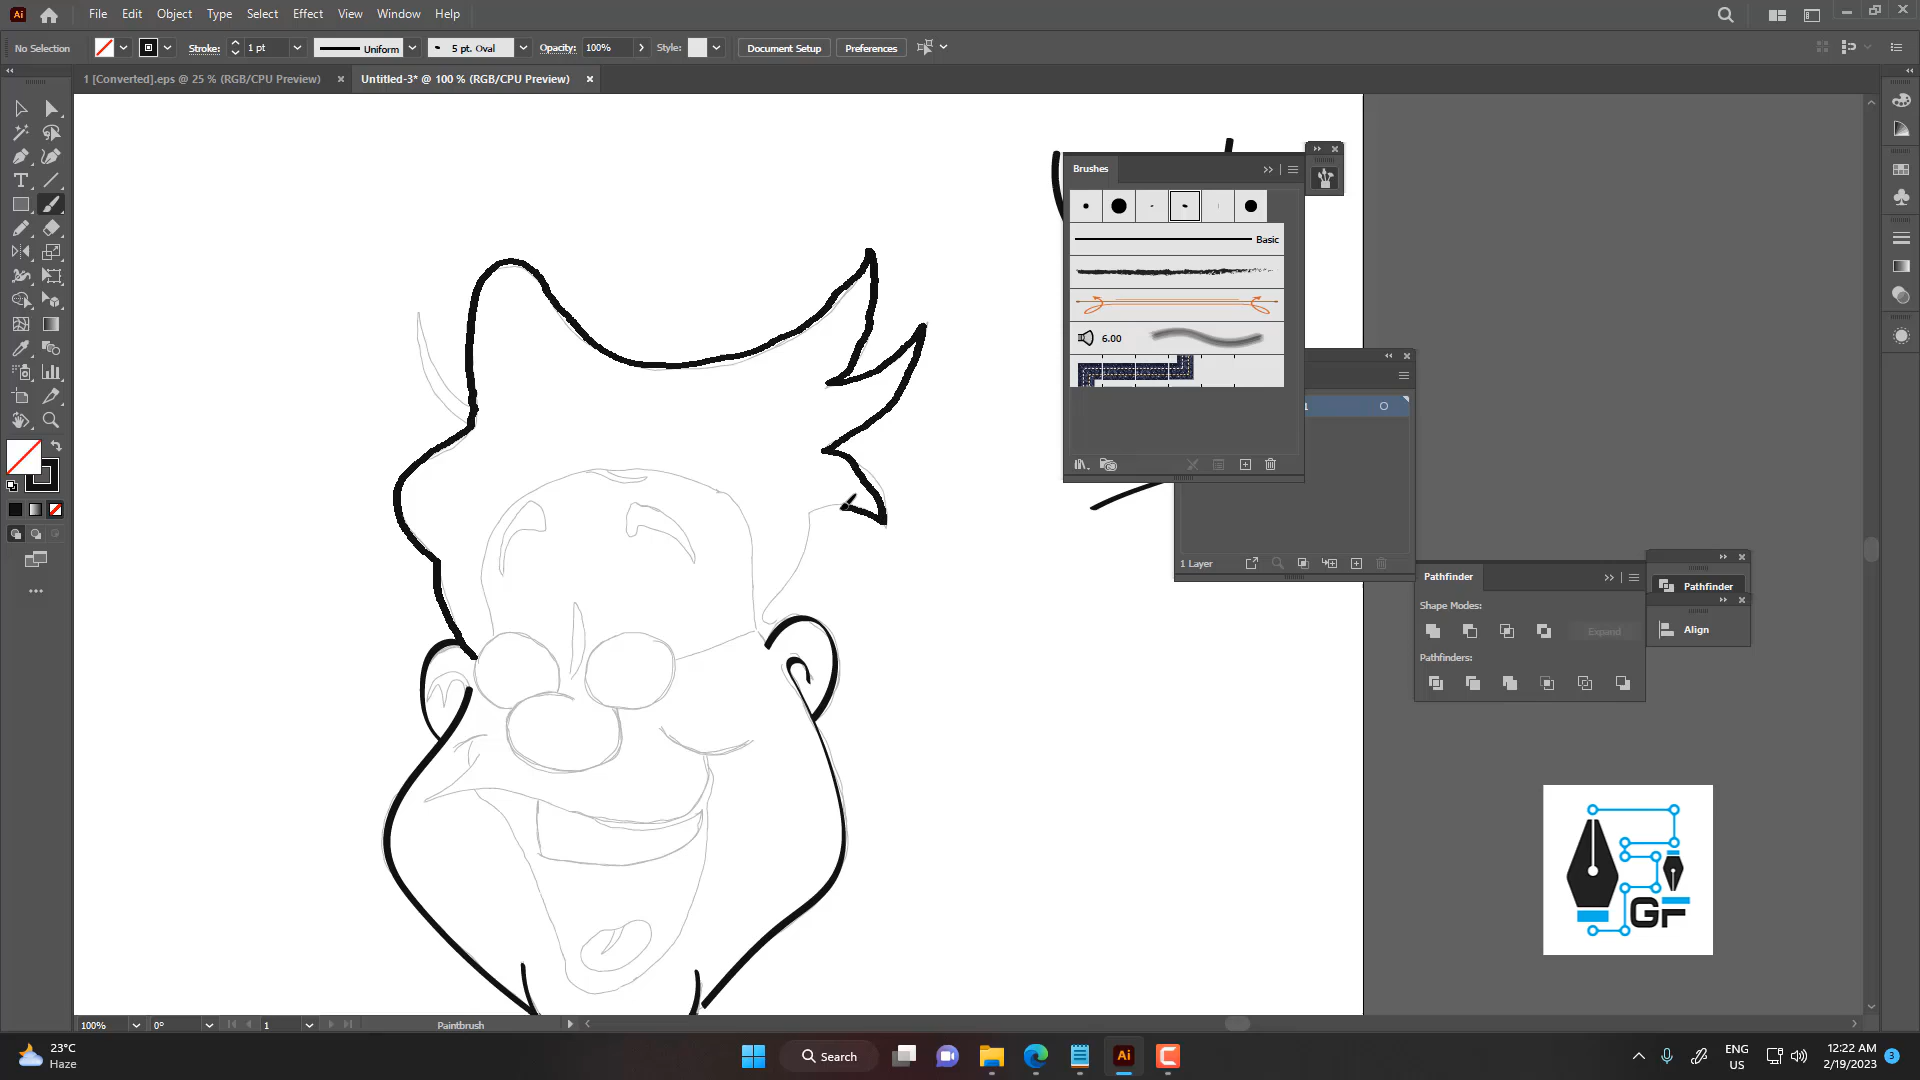 File Edit Object Type Select Effect View Window Help
No Selection Stroke: 1 pt Uniform 5 pt. Oval Opacity: 100% Style: Document Setup Preferences
1 [Converted].eps @ 25 % (RGB/CPU Preview) Untitled-3* @ 100 % (RGB/CPU Preview)
Brushes
Basic
6.00
1
1 Layer
Pathfinder
Shape Modes:
Expand
Pathfinders:
Pathfinder
Align
GF
100% 0° 1 Paintbrush
23°C
Haze
Search
ENG
US
12:22 AM
2/19/2023
3